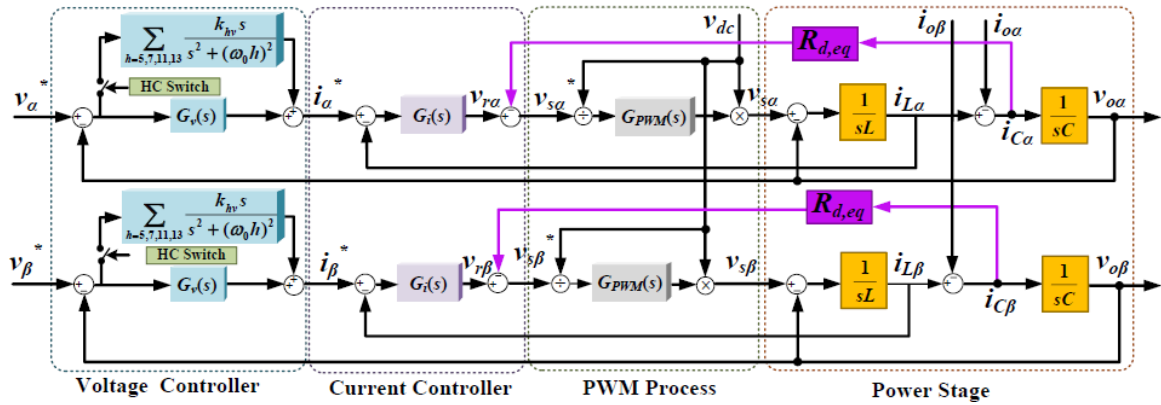 v_dc
i_oβ i_oα
∑_{h=5,7,11,13} k_hv s / (s² + (ω₀h)²)
R_d,eq
HC Switch
v_α* + - G_v(s) + + i_α* + - G_i(s) v_rα + - v_sα* ÷ G_PWM(s) × v_sα + - 1/sL i_Lα + - i_Cα 1/sC v_oα
∑_{h=5,7,11,13} k_hv s / (s² + (ω₀h)²)
R_d,eq
HC Switch
v_β* + - G_v(s) + + i_β* + - G_i(s) v_rβ + - v_sβ* ÷ G_PWM(s) × v_sβ + - 1/sL i_Lβ + - i_Cβ 1/sC v_oβ
Voltage Controller
Current Controller
PWM Process
Power Stage